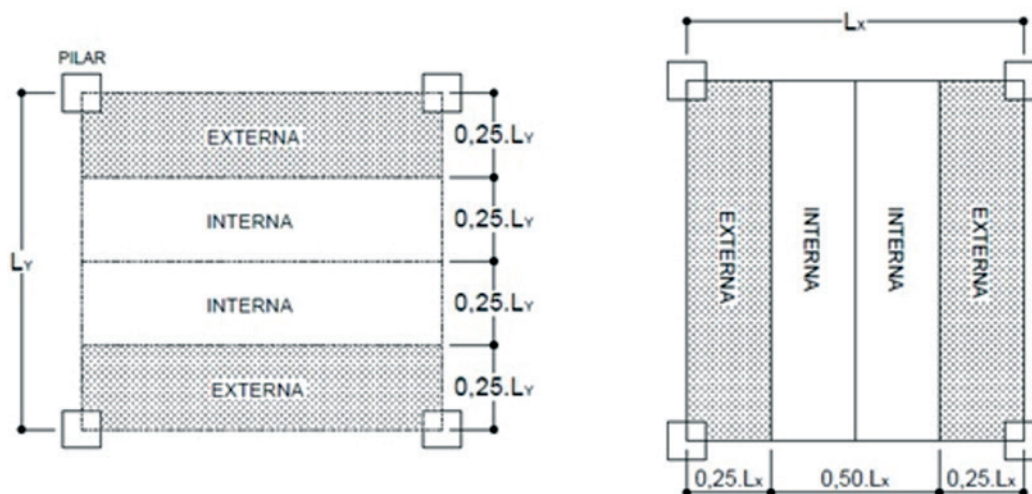 PILAR
EXTERNA
INTERNA
INTERNA
EXTERNA
LY
0,25.LY
0,25.LY
0,25.LY
0,25.LY
LX
EXTERNA
INTERNA
INTERNA
EXTERNA
0,25.Lx
0,50.Lx
0,25.Lx